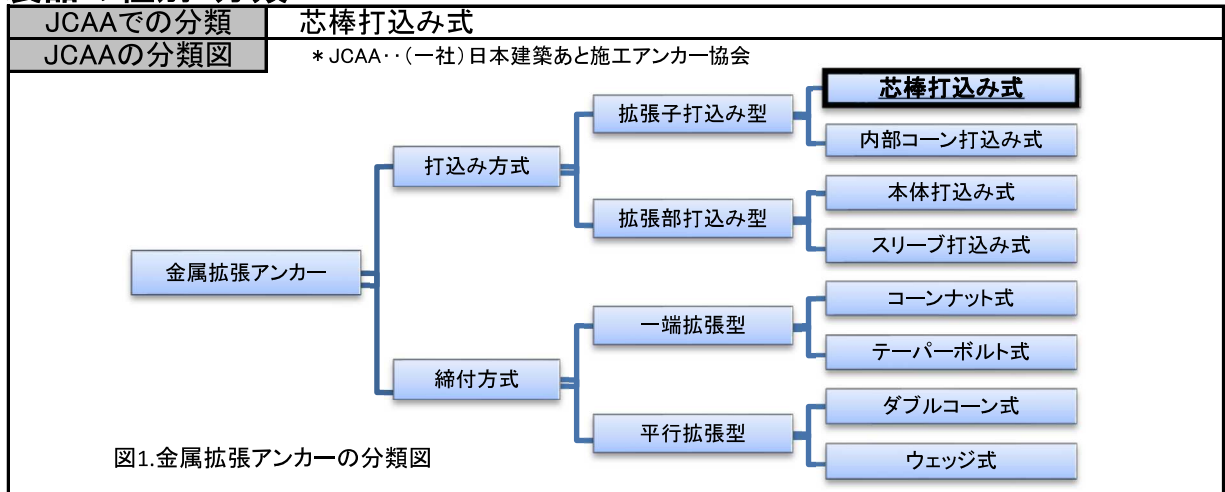 JCAAでの分類 芯棒打込み式
JCAAの分類図 *JCAA‥(一社)日本建築あと施工アンカー協会
芯棒打込み式
拡張子打込み型
内部コーン打込み式
打込み方式
本体打込み式
拡張部打込み型
スリーブ打込み式
金属拡張アンカー
コーンナット式
一端拡張型
テーパーボルト式
締付方式
ダブルコーン式
平行拡張型
ウェッジ式
図1.金属拡張アンカーの分類図